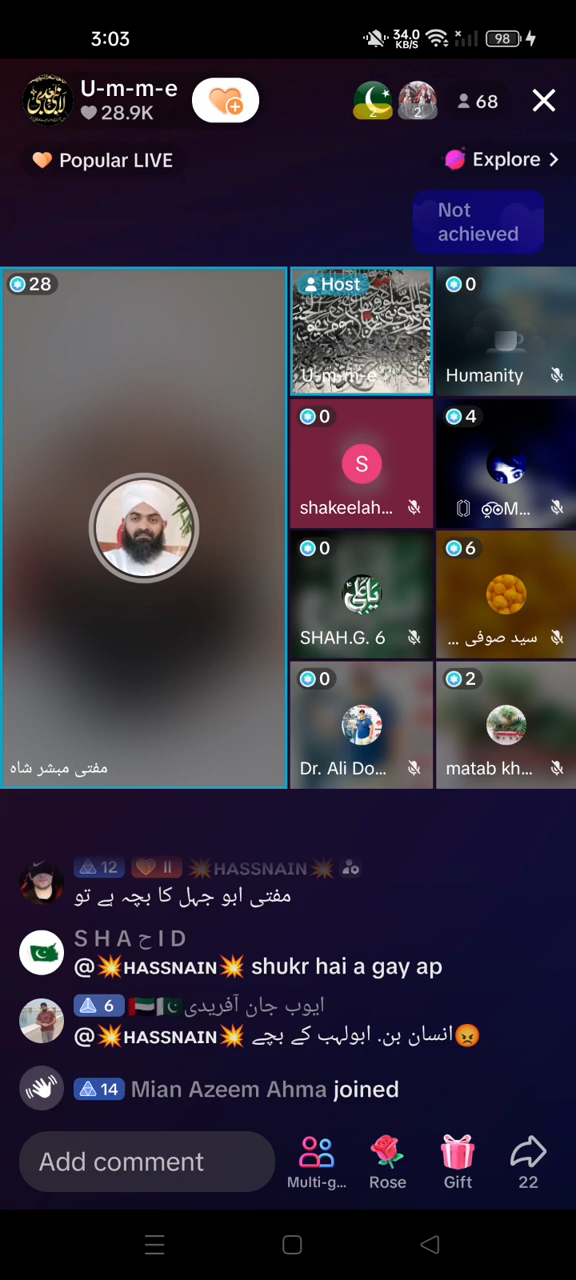 3:03
34.0
KB/S
98
U-m-m-e
28.9K
2
2
68
Popular LIVE
Explore >
Not
achieved
28
مفتی مبشر شاہ
Host
U-m-m-e
0
Humanity
0
S
shakeelah...
4
M...
0
SHAH.G. 6
6
سید صوفی ...
0
Dr. Ali Do...
2
matab kh...
12 II 💥HASSNAIN💥
مفتی ابو جہل کا بچہ ہے تو
S H A ح I D
@💥HASSNAIN💥 shukr hai a gay ap
6 🇦🇪🇵🇰ایوب جان آفریدی
@💥HASSNAIN💥 انسان بن. ابولہب کے بچے😡
14 Mian Azeem Ahma joined
Add comment
Multi-g...
Rose
Gift
22